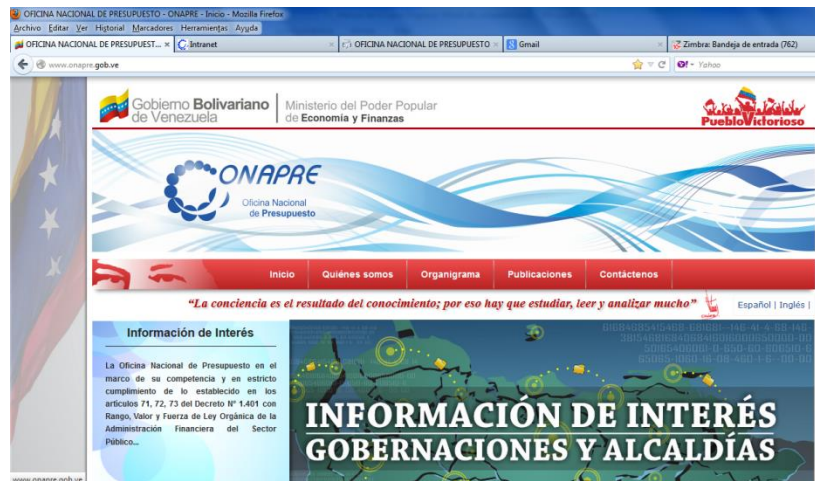 OFICINA NACIONAL DE PRESUPUESTO - ONAPRE - Inicio - Mozilla Firefox
Archivo Editar Ver Historial Marcadores Herramientas Ayuda
OFICINA NACIONAL DE PRESUPUEST... × Intranet × OFICINA NACIONAL DE PRESUPUESTO × Gmail × Zimbra: Bandeja de entrada (762)
www.onapre.gob.ve Yahoo
Gobierno Bolivariano
de Venezuela
Ministerio del Poder Popular
de Economía y Finanzas
PuebloVictorioso
ONAPRE
Oficina Nacional
de Presupuesto
Inicio Quiénes somos Organigrama Publicaciones Contáctenos
“La conciencia es el resultado del conocimiento; por eso hay que estudiar, leer y analizar mucho”
Español | Inglés |
Información de Interés
La Oficina Nacional de Presupuesto en el
marco de su competencia y en estricto
cumplimiento de lo establecido en los
artículos 71, 72, 73 del Decreto N° 1.401 con
Rango, Valor y Fuerza de Ley Orgánica de la
Administración Financiera del Sector
Público...
INFORMACIÓN DE INTERÉS
GOBERNACIONES Y ALCALDÍAS
www.onapre.gob.ve